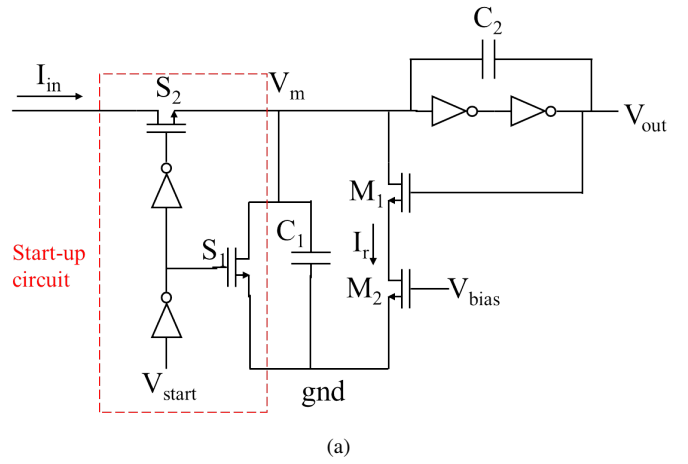 C2
Iin
S2
Vm
Vout
M1
S1
C1
Ir
Start-up
circuit
M2
Vbias
Vstart
gnd
(a)